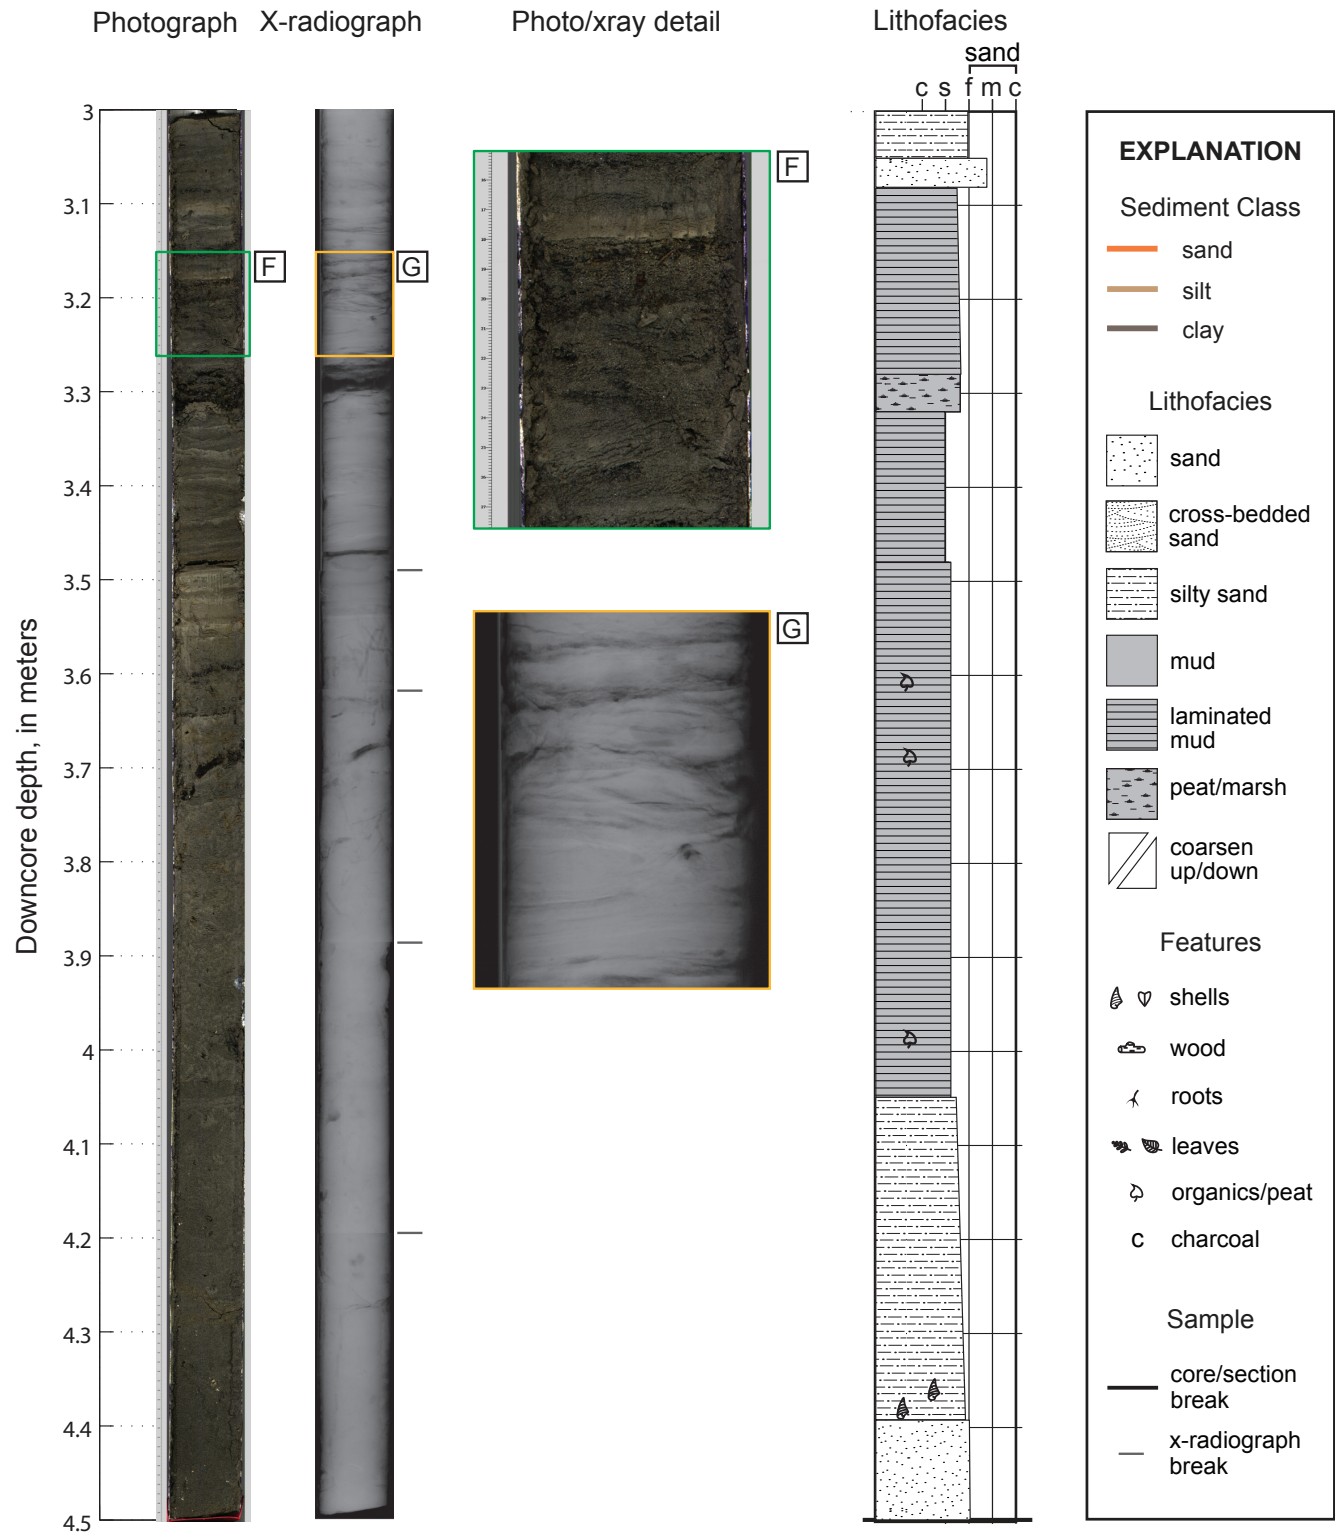 Photograph
X-radiograph
Photo/xray detail
Lithofacies
sand
c s f m c
Downcore depth, in meters
3
3.1
3.2
3.3
3.4
3.5
3.6
3.7
3.8
3.9
4
4.1
4.2
4.3
4.4
4.5
F
G
F
G
EXPLANATION
Sediment Class
sand
silt
clay
Lithofacies
sand
cross-bedded
sand
silty sand
mud
laminated
mud
peat/marsh
coarsen
up/down
Features
shells
wood
roots
leaves
organics/peat
c charcoal
Sample
core/section
break
x-radiograph
break